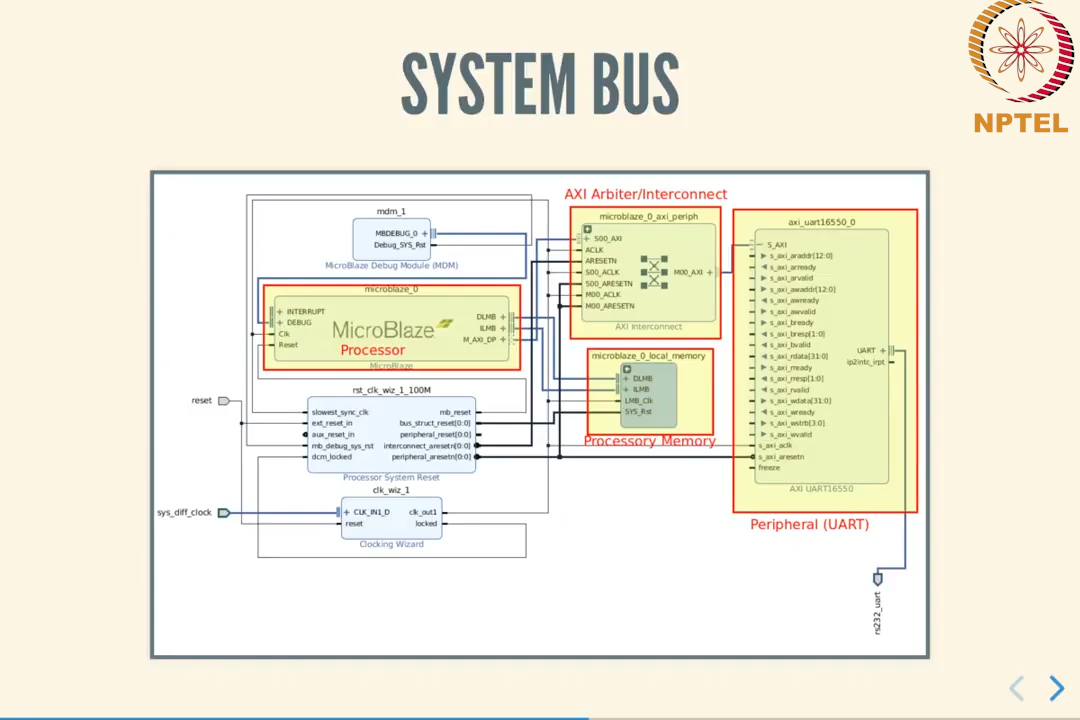 SYSTEM BUS
NPTEL
mdm_1
MBDEBUG_0
Debug_SYS_Rst
MicroBlaze Debug Module (MDM)
microblaze_0
INTERRUPT
DEBUG
Clk
Reset
DLMB
ILMB
M_AXI_DP
MicroBlaze
Processor
MicroBlaze
reset
rst_clk_wiz_1_100M
slowest_sync_clk
ext_reset_in
aux_reset_in
mb_debug_sys_rst
dcm_locked
mb_reset
bus_struct_reset[0:0]
peripheral_reset[0:0]
interconnect_aresetn[0:0]
peripheral_aresetn[0:0]
Processor System Reset
sys_diff_clock
clk_wiz_1
CLK_IN1_D
reset
clk_out1
locked
Clocking Wizard
AXI Arbiter/Interconnect
microblaze_0_axi_periph
S00_AXI
ACLK
ARESETN
S00_ACLK
S00_ARESETN
M00_ACLK
M00_ARESETN
M00_AXI
AXI Interconnect
microblaze_0_local_memory
DLMB
ILMB
LMB_Clk
SYS_Rst
Processory Memory
axi_uart16550_0
S_AXI
s_axi_araddr[12:0]
s_axi_arready
s_axi_arvalid
s_axi_awaddr[12:0]
s_axi_awready
s_axi_awvalid
s_axi_bready
s_axi_bresp[1:0]
s_axi_bvalid
s_axi_rdata[31:0]
s_axi_rready
s_axi_rresp[1:0]
s_axi_rvalid
s_axi_wdata[31:0]
s_axi_wready
s_axi_wstrb[3:0]
s_axi_wvalid
s_axi_aclk
s_axi_aresetn
freeze
UART
ip2intc_irpt
AXI UART16550
Peripheral (UART)
rs232_uart